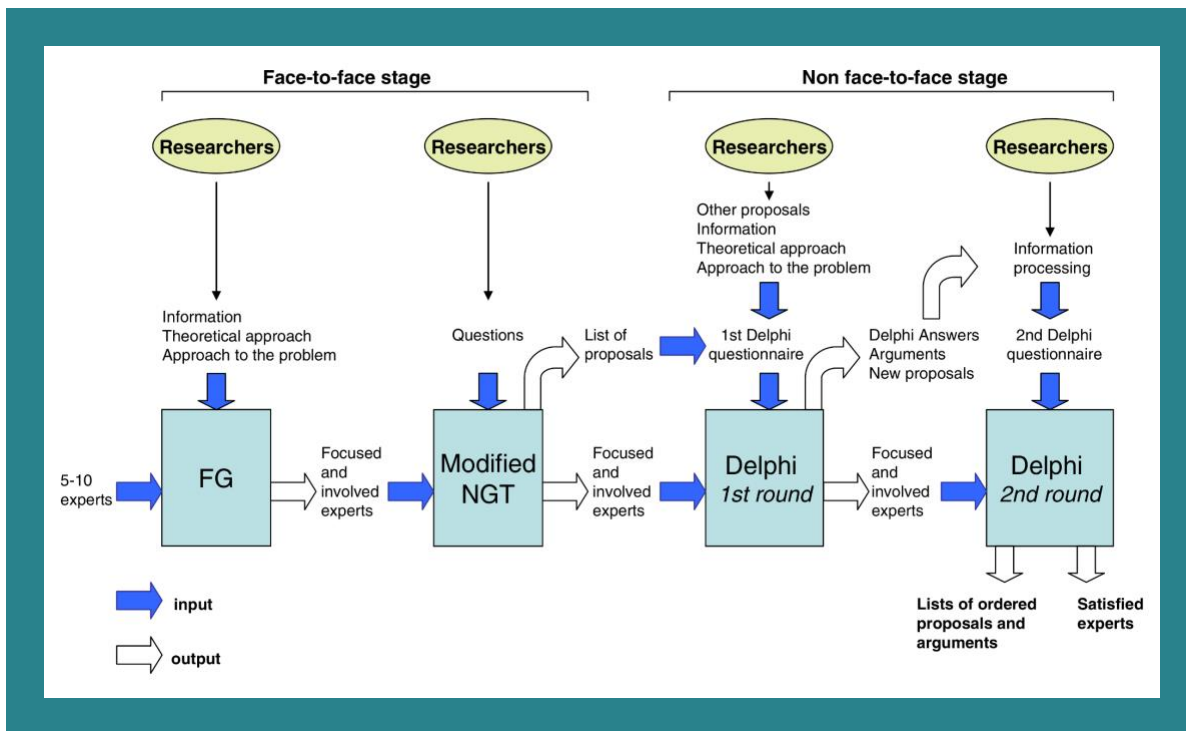 Face-to-face stage
Non face-to-face stage
Researchers
Researchers
Researchers
Researchers
Information
Theoretical approach
Approach to the problem
Questions
List of
proposals
Other proposals
Information
Theoretical approach
Approach to the problem
1st Delphi
questionnaire
Delphi Answers
Arguments
New proposals
Information
processing
2nd Delphi
questionnaire
5-10
experts
FG
Focused
and
involved
experts
Modified
NGT
Focused
and
involved
experts
Delphi
1st round
Focused
and
involved
experts
Delphi
2nd round
Lists of ordered
proposals and
arguments
Satisfied
experts
input
output